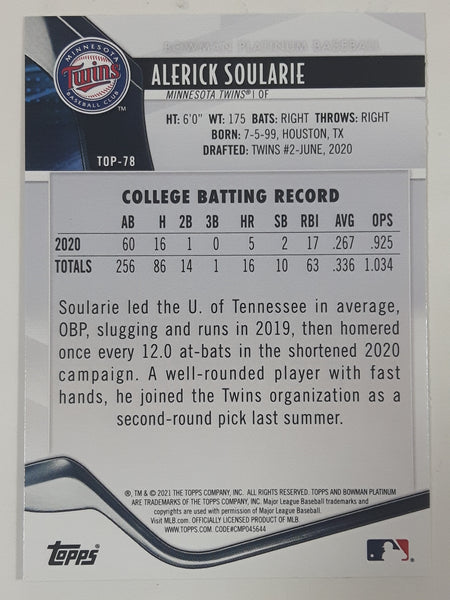 BOWMAN PLATINUM BASEBALL
MINNESOTA
Twins
BASEBALL CLUB
TM
ALERICK SOULARIE
MINNESOTA TWINS® | OF
TOP-78
HT: 6'0" WT: 175 BATS: RIGHT THROWS: RIGHT
BORN: 7-5-99, HOUSTON, TX
DRAFTED: TWINS #2-JUNE, 2020
COLLEGE BATTING RECORD
AB H 2B 3B HR SB RBI AVG OPS
2020 60 16 1 0 5 2 17 .267 .925
TOTALS 256 86 14 1 16 10 63 .336 1.034
Soularie led the U. of Tennessee in average,
OBP, slugging and runs in 2019, then homered
once every 12.0 at-bats in the shortened 2020
campaign. A well-rounded player with fast
hands, he joined the Twins organization as a
second-round pick last summer.
®, TM & © 2021 THE TOPPS COMPANY, INC. ALL RIGHTS RESERVED. TOPPS AND BOWMAN PLATINUM
ARE TRADEMARKS OF THE TOPPS COMPANY, INC. Major League Baseball trademarks and
copyrights are used with permission of Major League Baseball.
Visit MLB.com. OFFICIALLY LICENSED PRODUCT OF MLB.
WWW.TOPPS.COM. CODE#CMP045644
TOPPS